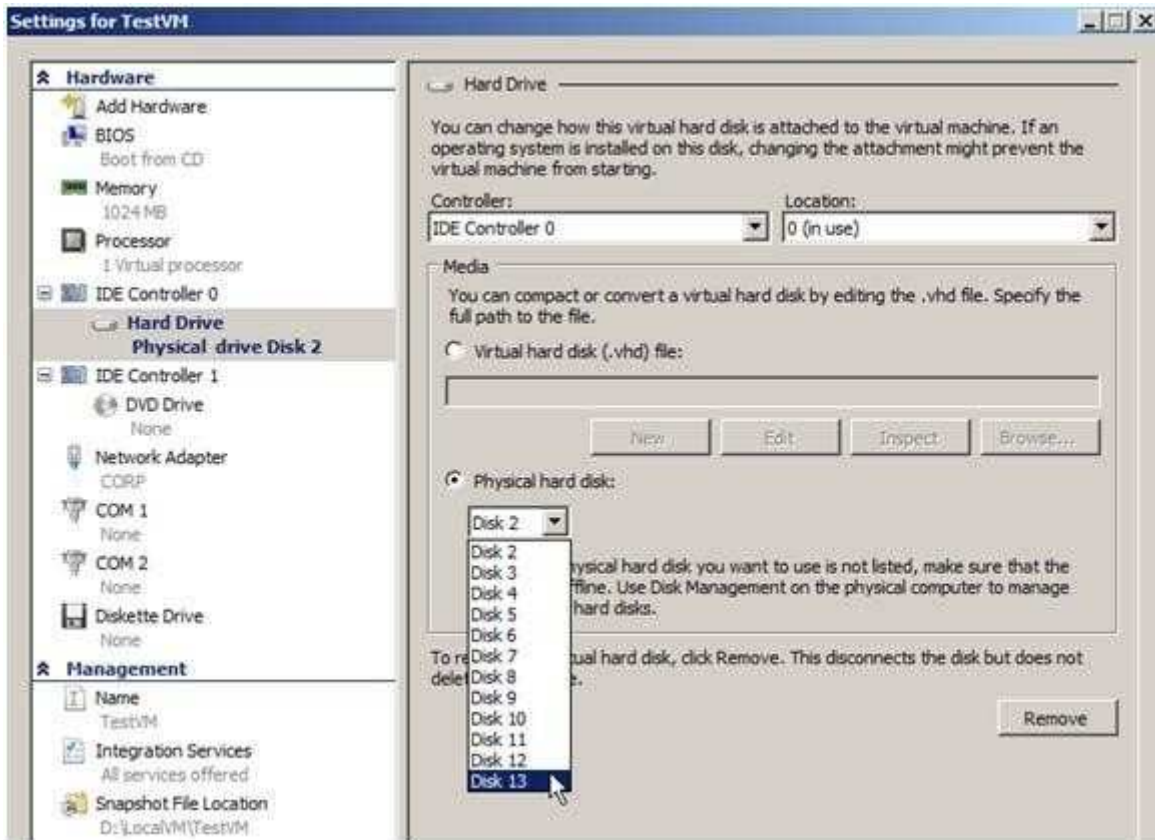 Settings for TestVM
Hardware
Add Hardware
BIOS
Boot from CD
Memory
1024 MB
Processor
1 Virtual processor
IDE Controller 0
Hard Drive
Physical drive Disk 2
IDE Controller 1
DVD Drive
None
Network Adapter
CORP
COM 1
None
COM 2
None
Diskette Drive
None
Management
Name
TestVM
Integration Services
All services offered
Snapshot File Location
D:\LocalVM\TestVM
Hard Drive
You can change how this virtual hard disk is attached to the virtual machine. If an
operating system is installed on this disk, changing the attachment might prevent the
virtual machine from starting.
Controller:
Location:
IDE Controller 0
0 (in use)
Media
You can compact or convert a virtual hard disk by editing the .vhd file. Specify the
full path to the file.
Virtual hard disk (.vhd) file:
New
Edit
Inspect
Browse...
Physical hard disk:
Disk 2
Disk 2
Disk 3
Disk 4
Disk 5
Disk 6
Disk 7
Disk 8
Disk 9
Disk 10
Disk 11
Disk 12
Disk 13
hysical hard disk you want to use is not listed, make sure that the
ffline. Use Disk Management on the physical computer to manage
hard disks.
To re ual hard disk, click Remove. This disconnects the disk but does not
delet e.
Remove